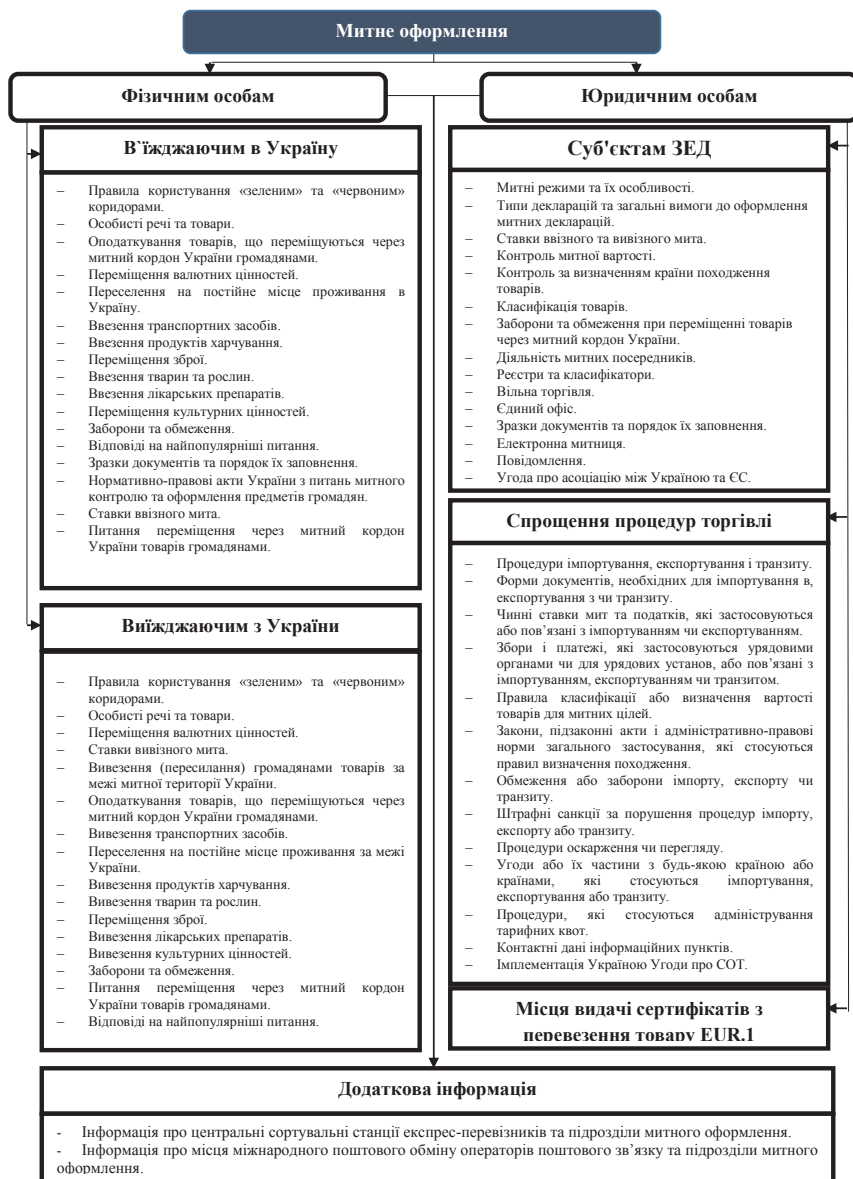 Митне оформлення
Фізичним особам
Юридичним особам
В`їжджаючим в Україну
– Правила користування «зеленим» та «червоним»
коридорами.
– Особисті речі та товари.
– Оподаткування товарів, що переміщуються через
митний кордон України громадянами.
– Переміщення валютних цінностей.
– Переселення на постійне місце проживання в
Україну.
– Ввезення транспортних засобів.
– Ввезення продуктів харчування.
– Переміщення зброї.
– Ввезення тварин та рослин.
– Ввезення лікарських препаратів.
– Переміщення культурних цінностей.
– Заборони та обмеження.
– Відповіді на найпопулярніші питання.
– Зразки документів та порядок їх заповнення.
– Нормативно-правові акти України з питань митного
контролю та оформлення предметів громадян.
– Ставки ввізного мита.
– Питання переміщення через митний кордон
України товарів громадянами.
Виїжджаючим з України
– Правила користування «зеленим» та «червоним»
коридорами.
– Особисті речі та товари.
– Переміщення валютних цінностей.
– Ставки вивізного мита.
– Вивезення (пересилання) громадянами товарів за
межі митної території України.
– Оподаткування товарів, що переміщуються через
митний кордон України громадянами.
– Вивезення транспортних засобів.
– Переселення на постійне місце проживання за межі
України.
– Вивезення продуктів харчування.
– Вивезення тварин та рослин.
– Переміщення зброї.
– Вивезення лікарських препаратів.
– Вивезення культурних цінностей.
– Заборони та обмеження.
– Питання переміщення через митний кордон
України товарів громадянами.
– Відповіді на найпопулярніші питання.
Суб'єктам ЗЕД
– Митні режими та їх особливості.
– Типи декларацій та загальні вимоги до оформлення
митних декларацій.
– Ставки ввізного та вивізного мита.
– Контроль митної вартості.
– Контроль за визначенням країни походження
товарів.
– Класифікація товарів.
– Заборони та обмеження при переміщенні товарів
через митний кордон України.
– Діяльність митних посередників.
– Реєстри та класифікатори.
– Вільна торгівля.
– Єдиний офіс.
– Зразки документів та порядок їх заповнення.
– Електронна митниця.
– Повідомлення.
– Угода про асоціацію між Україною та ЄС.
Спрощення процедур торгівлі
– Процедури імпортування, експортування і транзиту.
– Форми документів, необхідних для імпортування в,
експортування з чи транзиту.
– Чинні ставки мит та податків, які застосовуються
або пов’язані з імпортуванням чи експортуванням.
– Збори і платежі, які застосовуються урядовими
органами чи для урядових установ, або пов’язані з
імпортуванням, експортуванням чи транзитом.
– Правила класифікації або визначення вартості
товарів для митних цілей.
– Закони, підзаконні акти і адміністративно-правові
норми загального застосування, які стосуються
правил визначення походження.
– Обмеження або заборони імпорту, експорту чи
транзиту.
– Штрафні санкції за порушення процедур імпорту,
експорту або транзиту.
– Процедури оскарження чи перегляду.
– Угоди або їх частини з будь-якою країною або
країнами, які стосуються імпортування,
експортування або транзиту.
– Процедури, які стосуються адміністрування
тарифних квот.
– Контактні дані інформаційних пунктів.
– Імплементація Україною Угоди про СОТ.
Місця видачі сертифікатів з
перевезення товару EUR.1
Додаткова інформація
- Інформація про центральні сортувальні станції експрес-перевізників та підрозділи митного оформлення.
- Інформація про місця міжнародного поштового обміну операторів поштового зв’язку та підрозділи митного
оформлення.